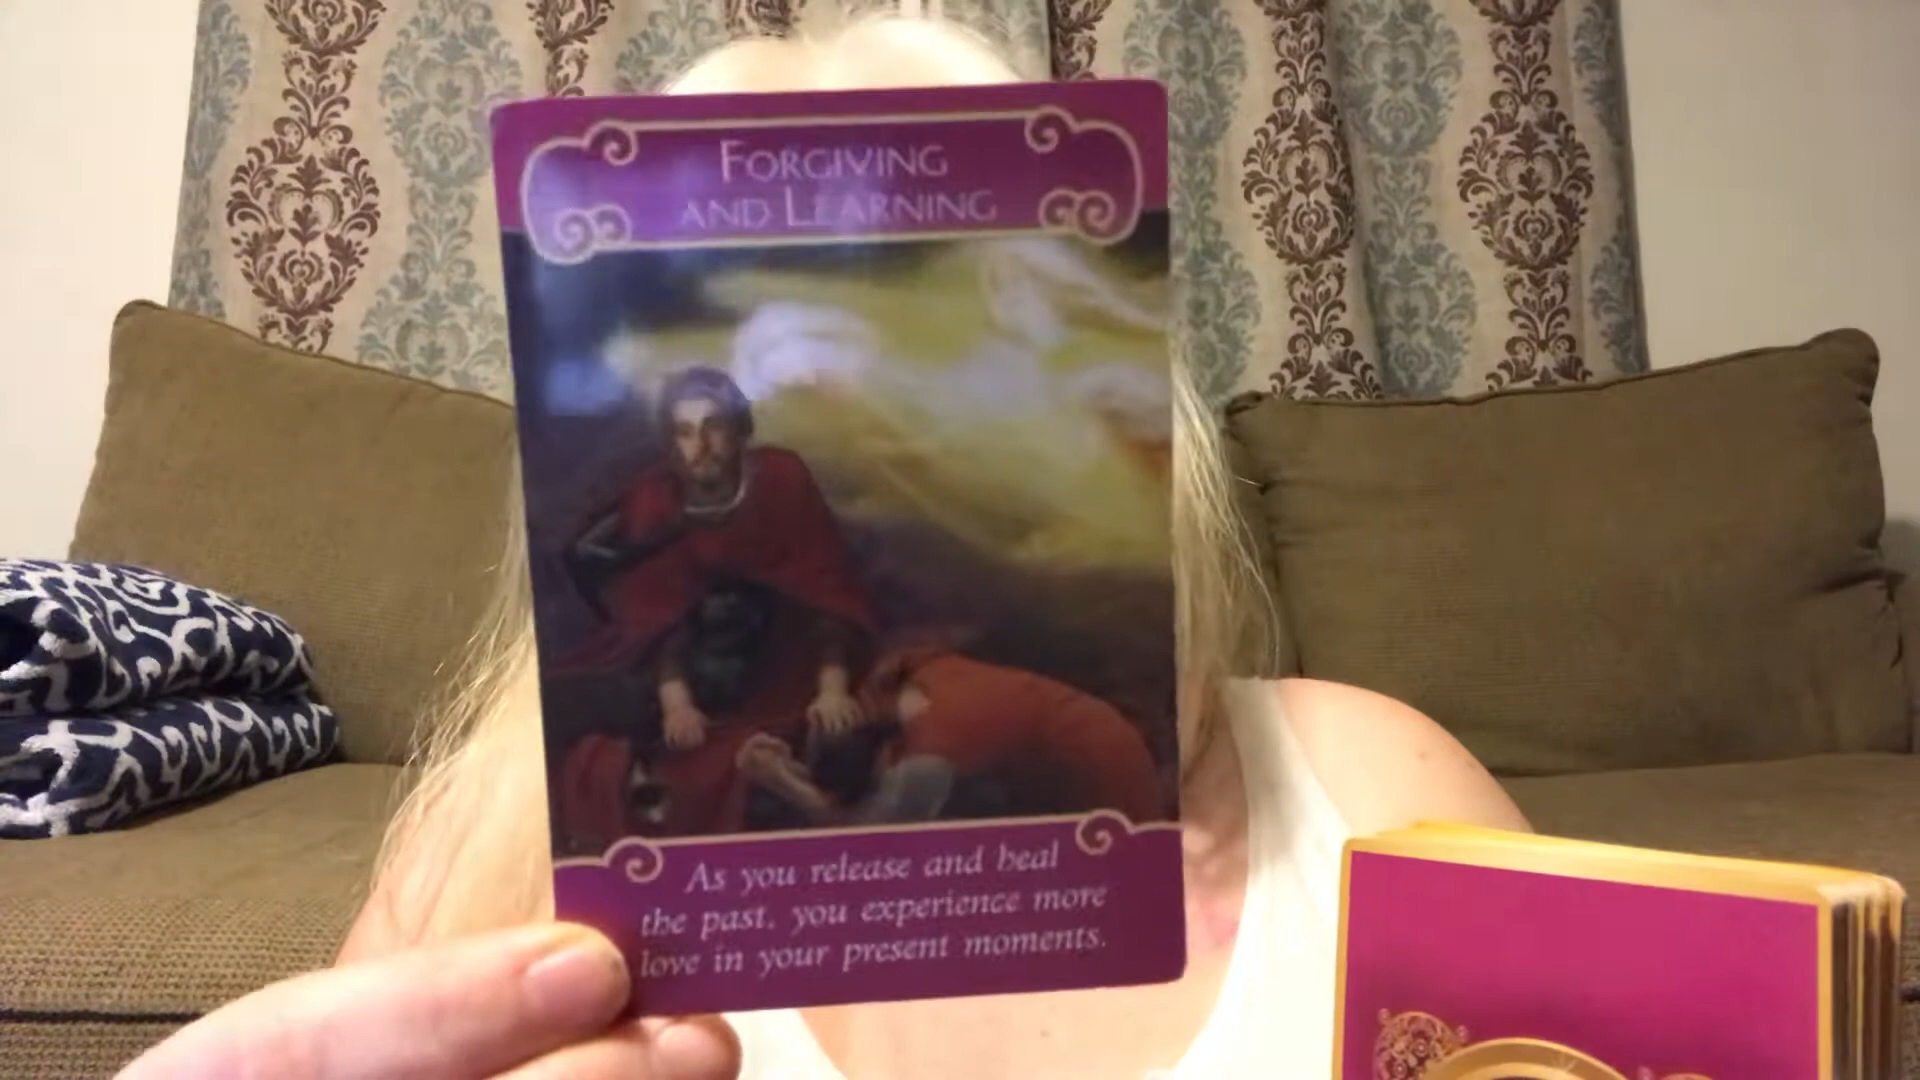 FORGIVING
AND LEARNING
As you release and heal
the past, you experience more
love in your present moments.